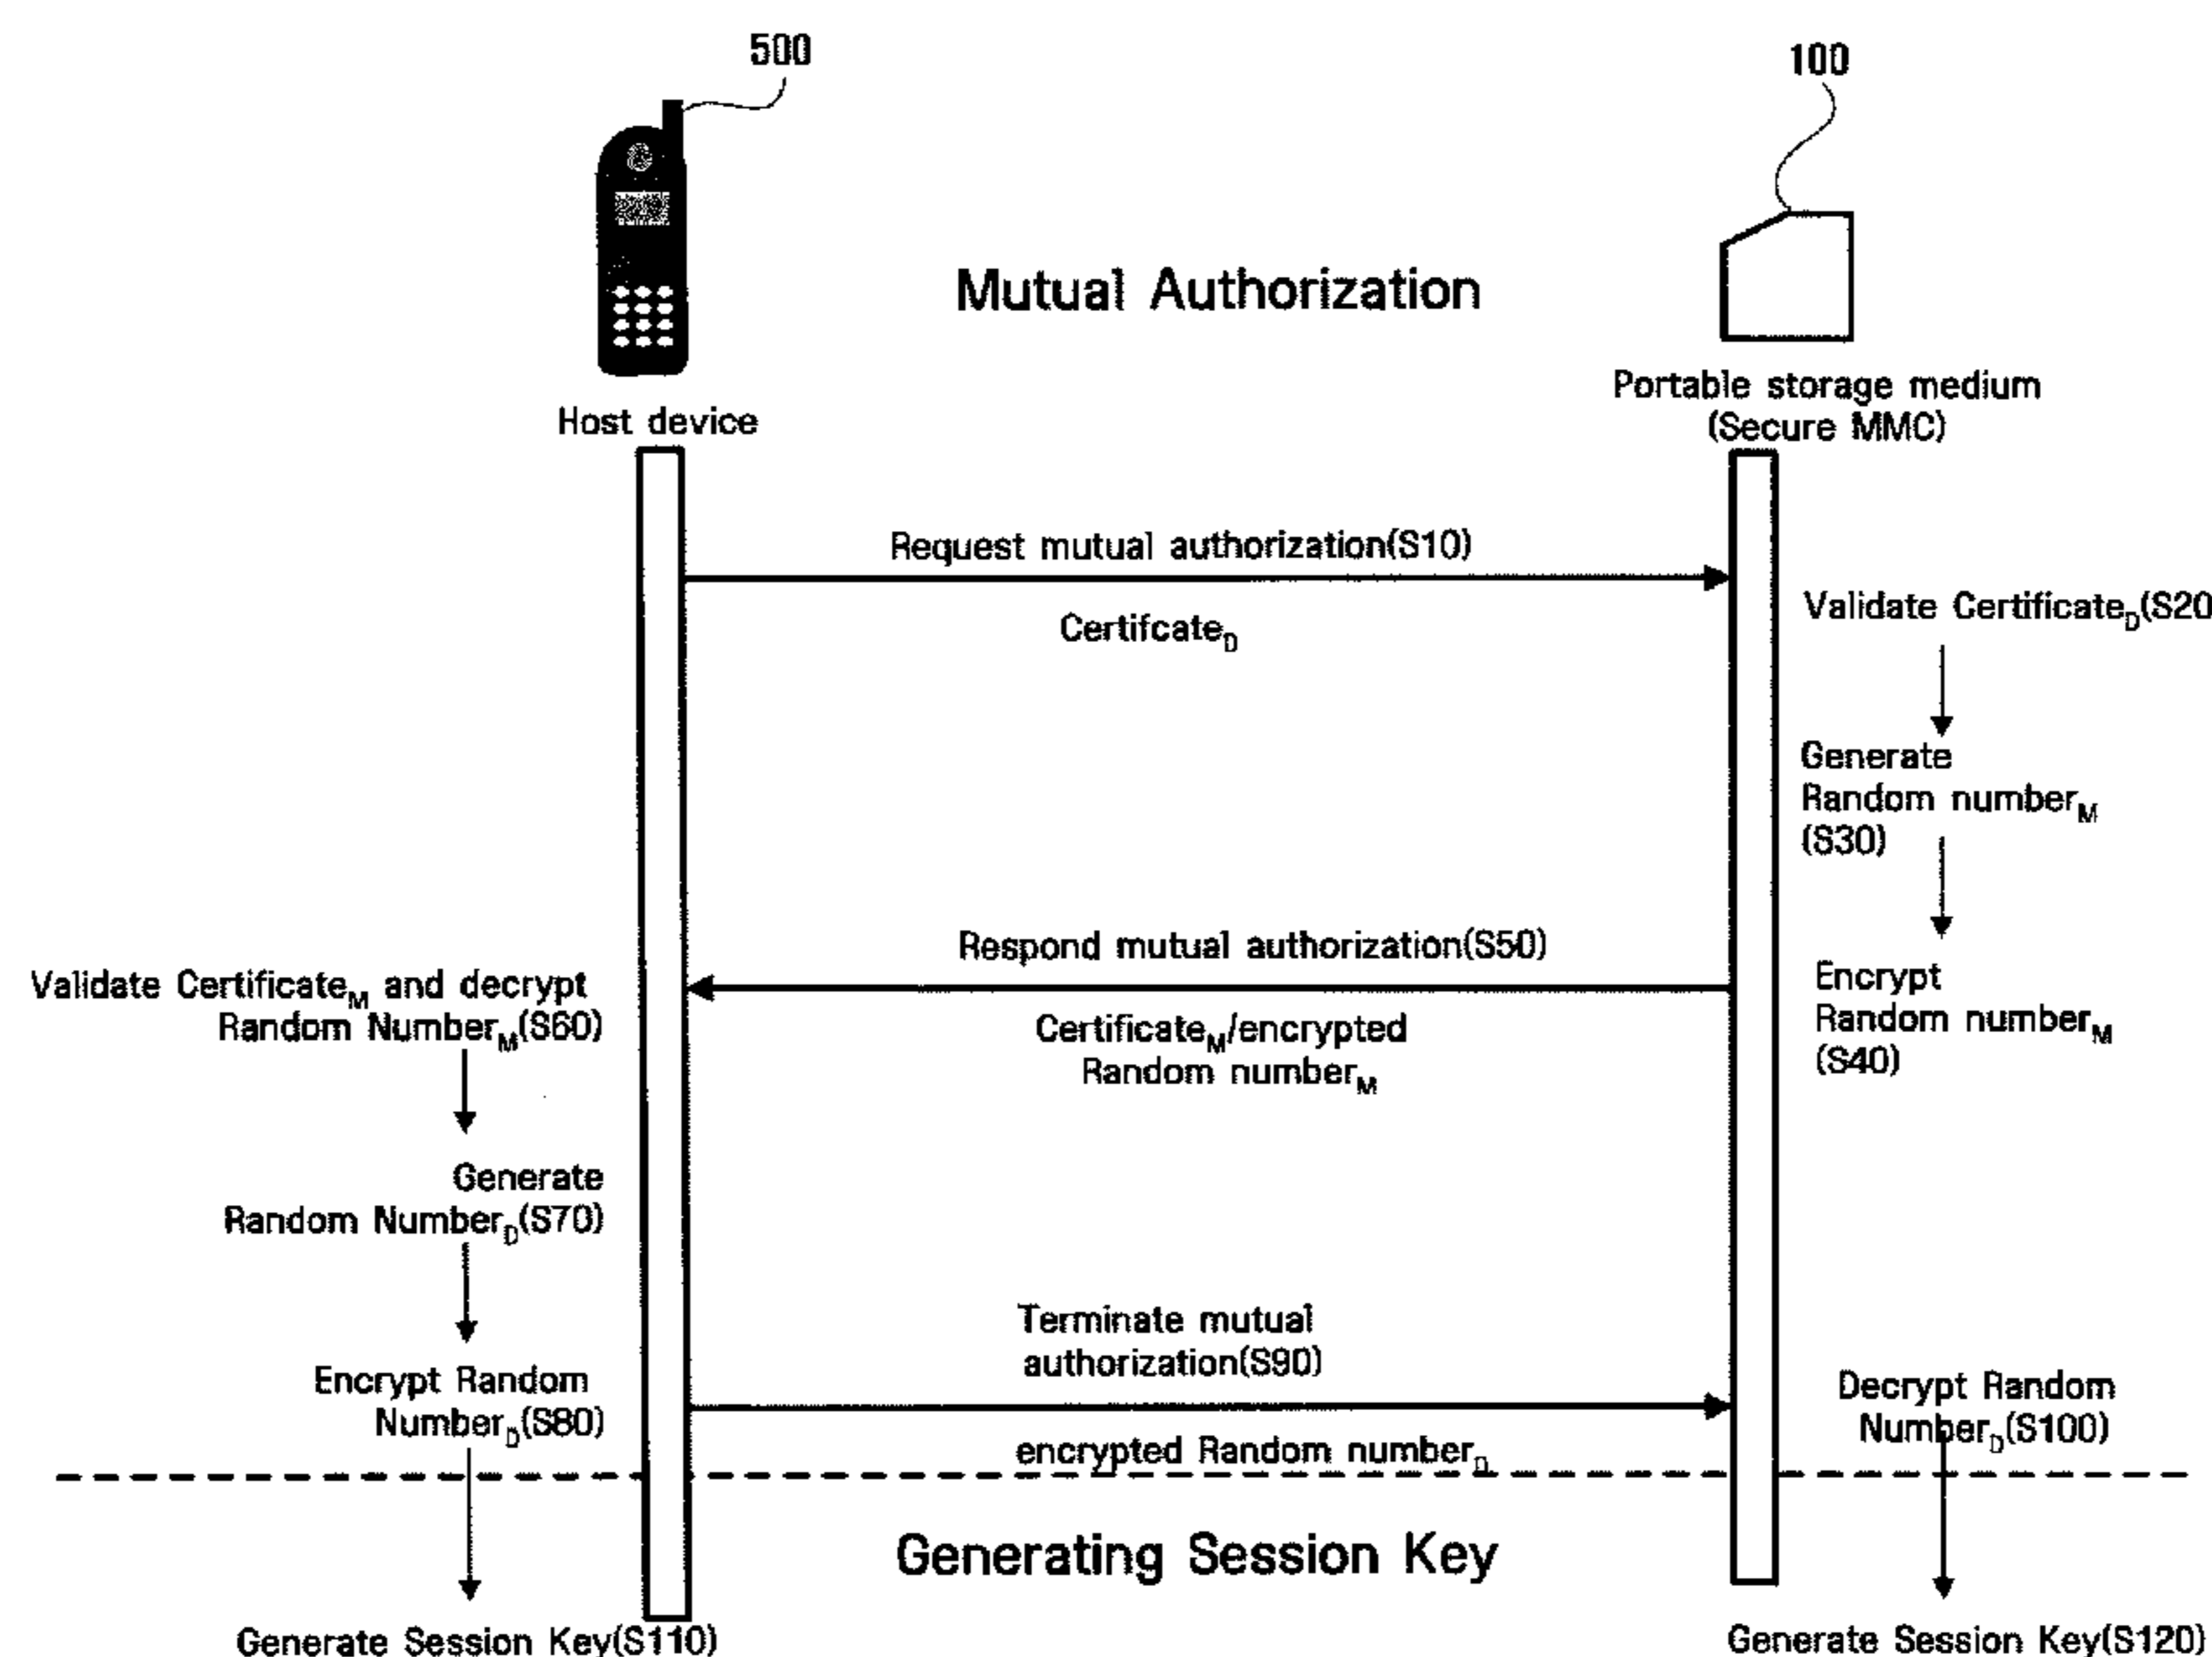 500
100
Mutual Authorization
Host device
Portable storage medium
(Secure MMC)
Request mutual authorization(S10)
Certifcate_D
Validate Certificate_D(S20
Generate
Random number_M
(S30)
Encrypt
Random number_M
(S40)
Respond mutual authorization(S50)
Certificate_M/encrypted
Random number_M
Validate Certificate_M and decrypt
Random Number_M(S60)
Generate
Random Number_D(S70)
Encrypt Random
Number_D(S80)
Terminate mutual
authorization(S90)
encrypted Random number_D
Decrypt Random
Number_D(S100)
Generating Session Key
Generate Session Key(S110)
Generate Session Key(S120)